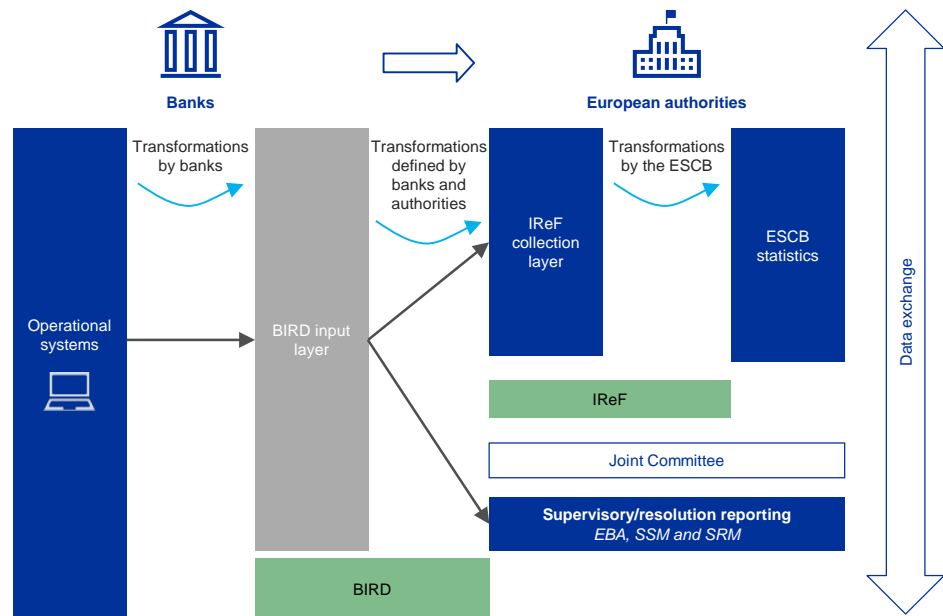 Banks
European authorities
Transformations
by banks
Transformations
defined by
banks and
authorities
Transformations
by the ESCB
Operational
systems
BIRD input
layer
IReF
collection
layer
ESCB
statistics
IReF
Joint Committee
Supervisory/resolution reporting
EBA, SSM and SRM
BIRD
Data exchange